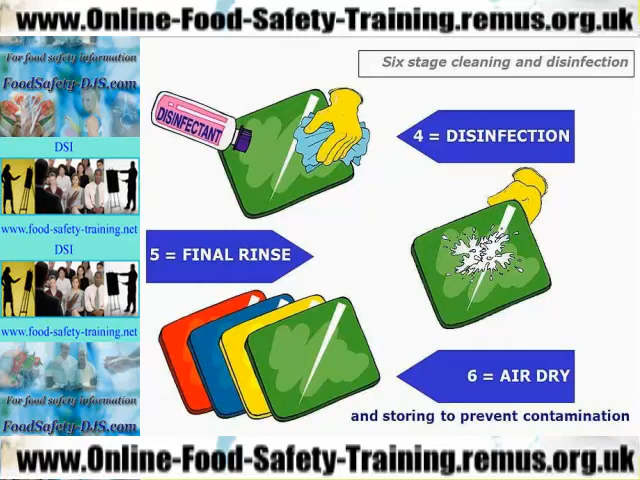 www.Online-Food-Safety-Training.remus.org.uk
For food safety information
FoodSafety-DJS.com
DSI
www.food-safety-training.net
DSI
www.food-safety-training.net
For food safety information
FoodSafety-DJS.com
Six stage cleaning and disinfection
DISINFECTANT
4 = DISINFECTION
5 = FINAL RINSE
6 = AIR DRY
and storing to prevent contamination
www.Online-Food-Safety-Training.remus.org.uk